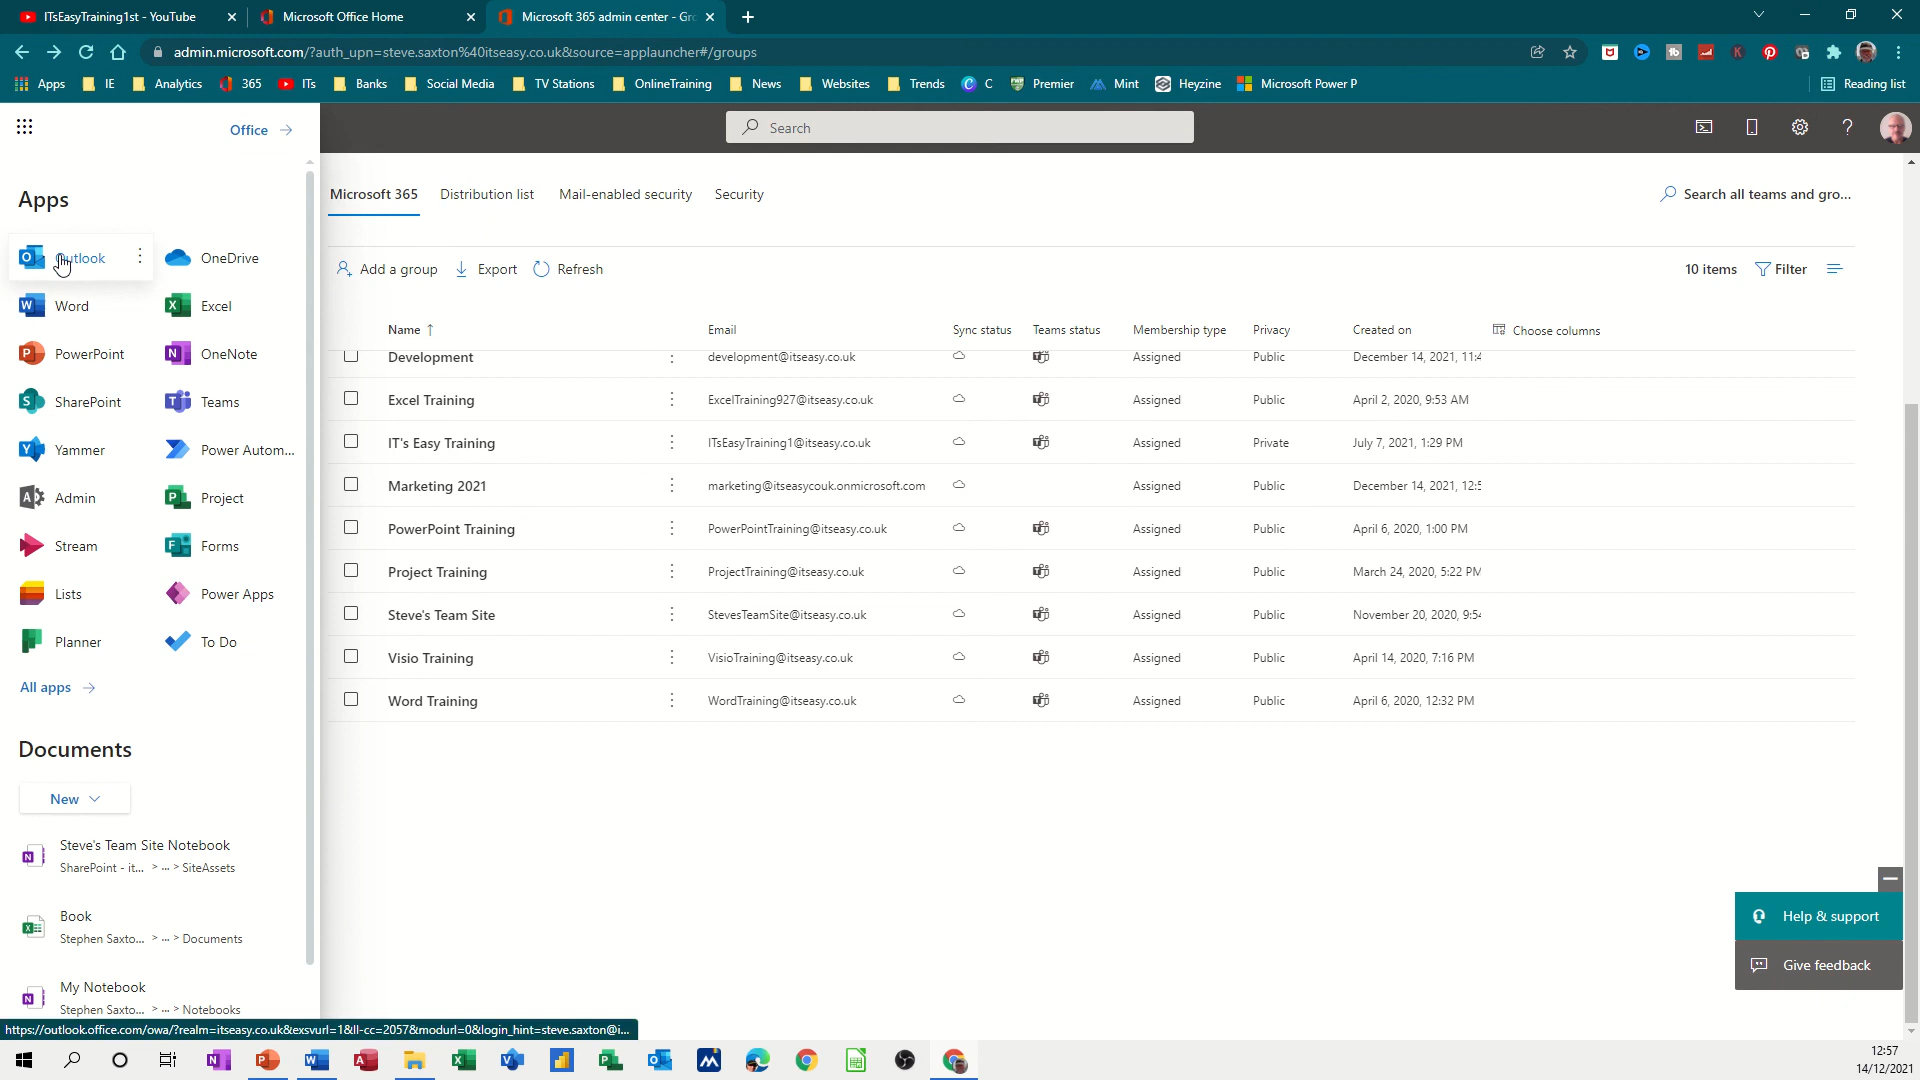 ITsEasyTraining1st - YouTube
Microsoft Office Home
Microsoft 365 admin center - Gr
admin.microsoft.com/?auth_upn=steve.saxton%40itseasy.co.uk&source=applauncher#/groups
Apps IE Analytics 365 ITs Banks Social Media TV Stations OnlineTraining News Websites Trends C Premier Mint Heyzine Microsoft Power P Reading list
Office →
Search
Apps
Outlook OneDrive
Word Excel
PowerPoint OneNote
SharePoint Teams
Yammer Power Autom...
Admin Project
Stream Forms
Lists Power Apps
Planner To Do
All apps →
Documents
New
Steve's Team Site Notebook
SharePoint - it... > ... > SiteAssets
Book
Stephen Saxto... > ... > Documents
My Notebook
Stephen Saxto... > ... > Notebooks
Microsoft 365 Distribution list Mail-enabled security Security Search all teams and gro...
Add a group Export Refresh 10 items Filter
Name ↑ Email Sync status Teams status Membership type Privacy Created on Choose columns
Development development@itseasy.co.uk Assigned Public December 14, 2021, 11:4
Excel Training ExcelTraining927@itseasy.co.uk Assigned Public April 2, 2020, 9:53 AM
IT's Easy Training ITsEasyTraining1@itseasy.co.uk Assigned Private July 7, 2021, 1:29 PM
Marketing 2021 marketing@itseasycouk.onmicrosoft.com Assigned Public December 14, 2021, 12:5
PowerPoint Training PowerPointTraining@itseasy.co.uk Assigned Public April 6, 2020, 1:00 PM
Project Training ProjectTraining@itseasy.co.uk Assigned Public March 24, 2020, 5:22 PM
Steve's Team Site StevesTeamSite@itseasy.co.uk Assigned Public November 20, 2020, 9:54
Visio Training VisioTraining@itseasy.co.uk Assigned Public April 14, 2020, 7:16 PM
Word Training WordTraining@itseasy.co.uk Assigned Public April 6, 2020, 12:32 PM
Help & support
Give feedback
https://outlook.office.com/owa/?realm=itseasy.co.uk&exsvurl=1&ll-cc=2057&modurl=0&login_hint=steve.saxton@i...
12:57
14/12/2021